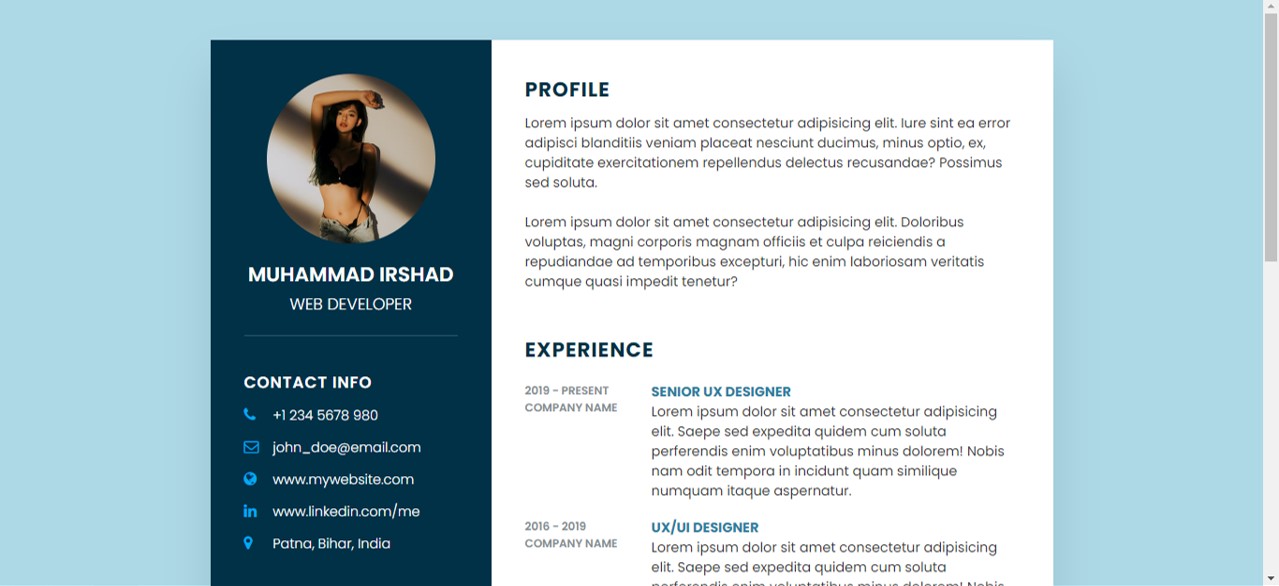 MUHAMMAD IRSHAD
WEB DEVELOPER
CONTACT INFO
+1 234 5678 980
john_doe@email.com
www.mywebsite.com
www.linkedin.com/me
Patna, Bihar, India
PROFILE
Lorem ipsum dolor sit amet consectetur adipisicing elit. Iure sint ea error
adipisci blanditiis veniam placeat nesciunt ducimus, minus optio, ex,
cupiditate exercitationem repellendus delectus recusandae? Possimus
sed soluta.
Lorem ipsum dolor sit amet consectetur adipisicing elit. Doloribus
voluptas, magni corporis magnam officiis et culpa reiciendis a
repudiandae ad temporibus excepturi, hic enim laboriosam veritatis
cumque quasi impedit tenetur?
EXPERIENCE
2019 - PRESENT
COMPANY NAME
SENIOR UX DESIGNER
Lorem ipsum dolor sit amet consectetur adipisicing
elit. Saepe sed expedita quidem cum soluta
perferendis enim voluptatibus minus dolorem! Nobis
nam odit tempora in incidunt quam similique
numquam itaque aspernatur.
2016 - 2019
COMPANY NAME
UX/UI DESIGNER
Lorem ipsum dolor sit amet consectetur adipisicing
elit. Saepe sed expedita quidem cum soluta
perferendis enim voluptatibus minus dolorem! Nobis